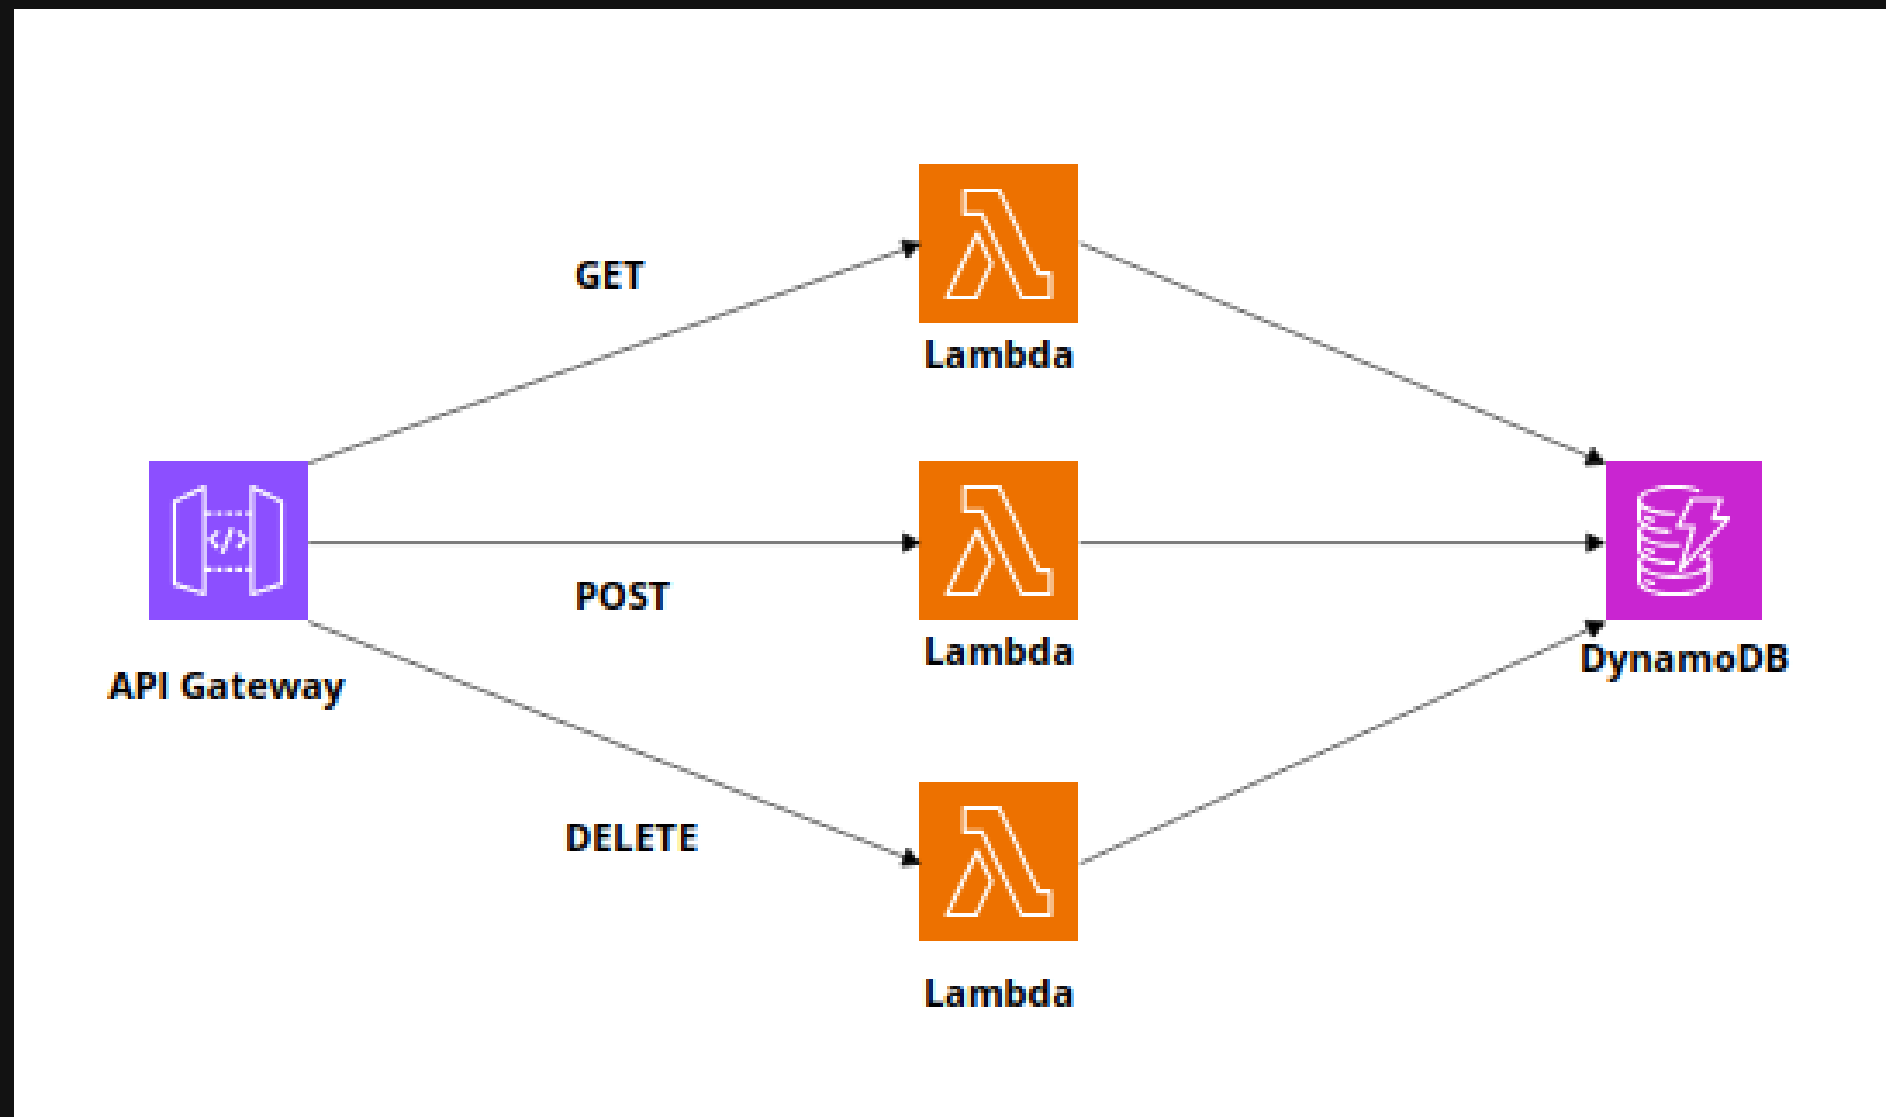 GET
Lambda
</>
POST
Lambda
API Gateway
DynamoDB
DELETE
Lambda